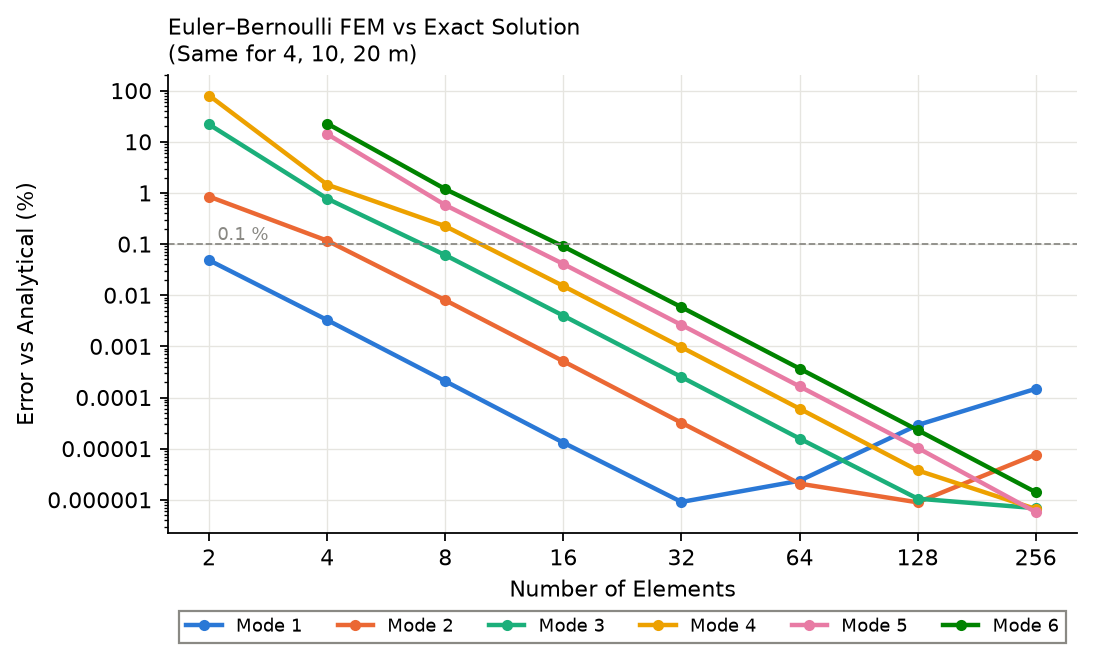 Euler–Bernoulli FEM vs Exact Solution
(Same for 4, 10, 20 m)
Error vs Analytical (%)
100
10
1
0.1
0.01
0.001
0.0001
0.00001
0.000001
0.1 %
2 4 8 16 32 64 128 256
Number of Elements
Mode 1 Mode 2 Mode 3 Mode 4 Mode 5 Mode 6